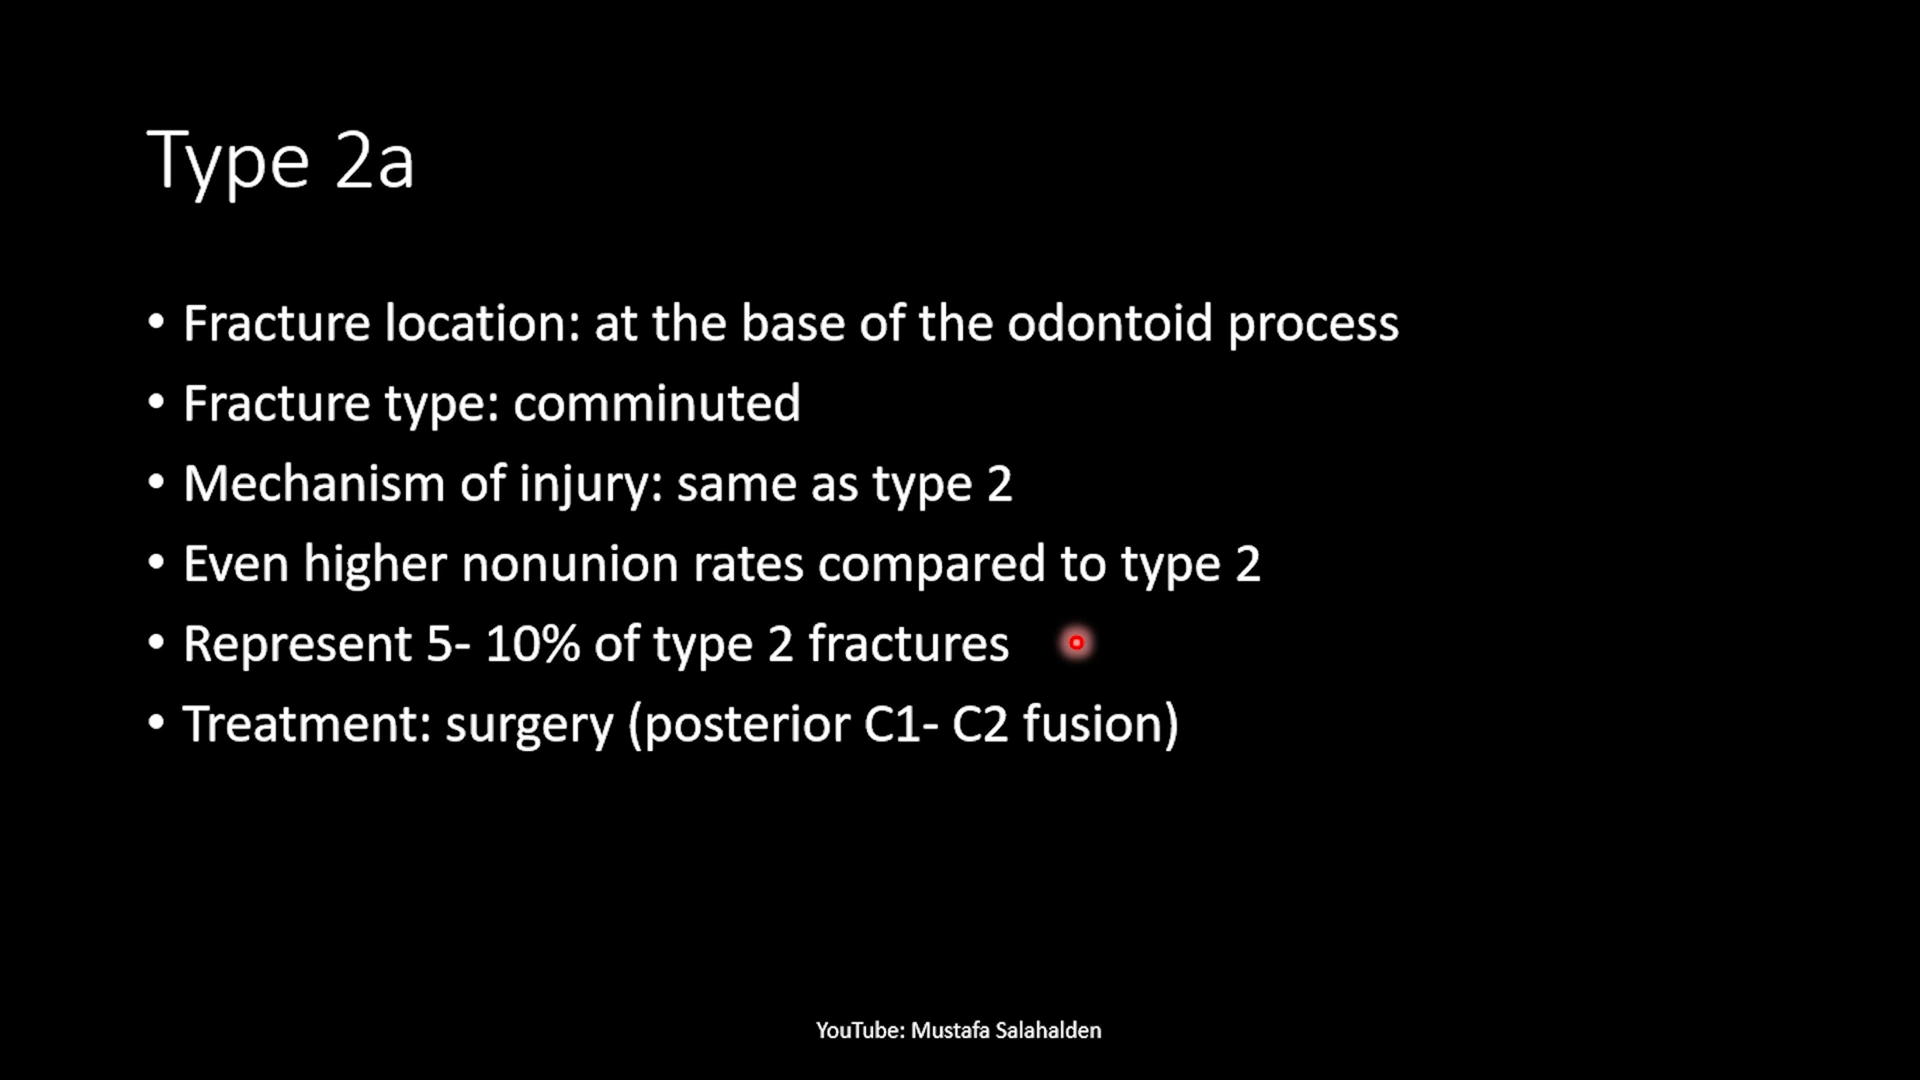 Type 2a
• Fracture location: at the base of the odontoid process
• Fracture type: comminuted
• Mechanism of injury: same as type 2
• Even higher nonunion rates compared to type 2
• Represent 5- 10% of type 2 fractures
• Treatment: surgery (posterior C1- C2 fusion)
YouTube: Mustafa Salahalden